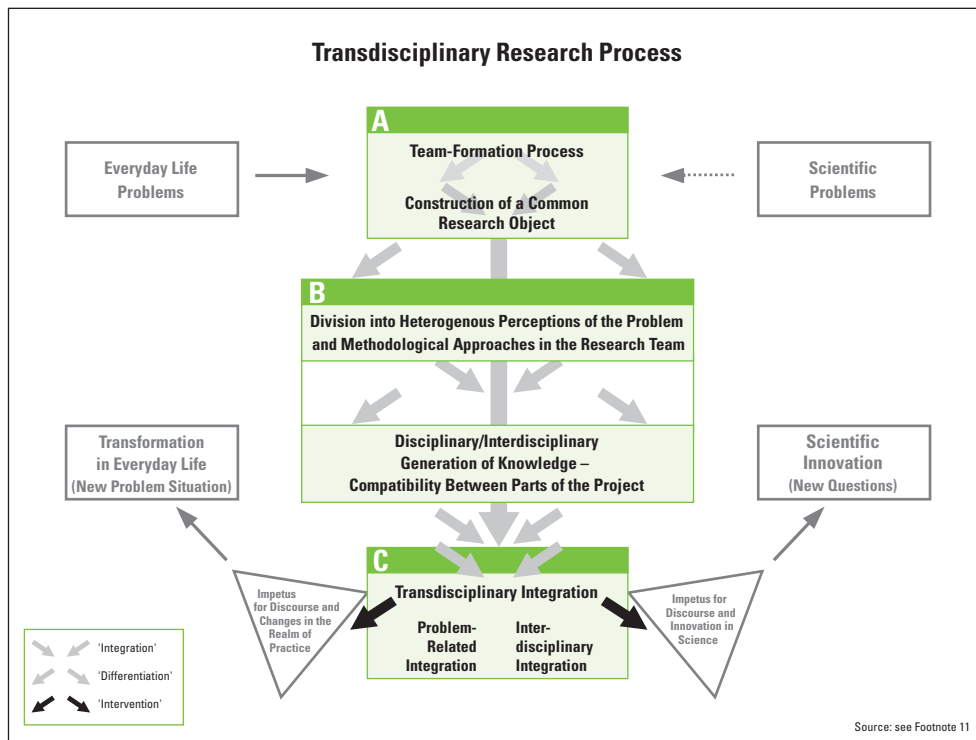 Transdisciplinary Research Process
A
Team-Formation Process
Construction of a Common
Research Object
Everyday Life
Problems
Scientific
Problems
B
Division into Heterogenous Perceptions of the Problem
and Methodological Approaches in the Research Team
Disciplinary/Interdisciplinary
Generation of Knowledge –
Compatibility Between Parts of the Project
Transformation
in Everyday Life
(New Problem Situation)
Scientific
Innovation
(New Questions)
C
Transdisciplinary Integration
Problem-
Related
Integration
Inter-
disciplinary
Integration
Impetus
for Discourse and
Changes in the
Realm of
Practice
Impetus for
Discourse and
Innovation in
Science
'Integration'
'Differentiation'
'Intervention'
Source: see Footnote 11